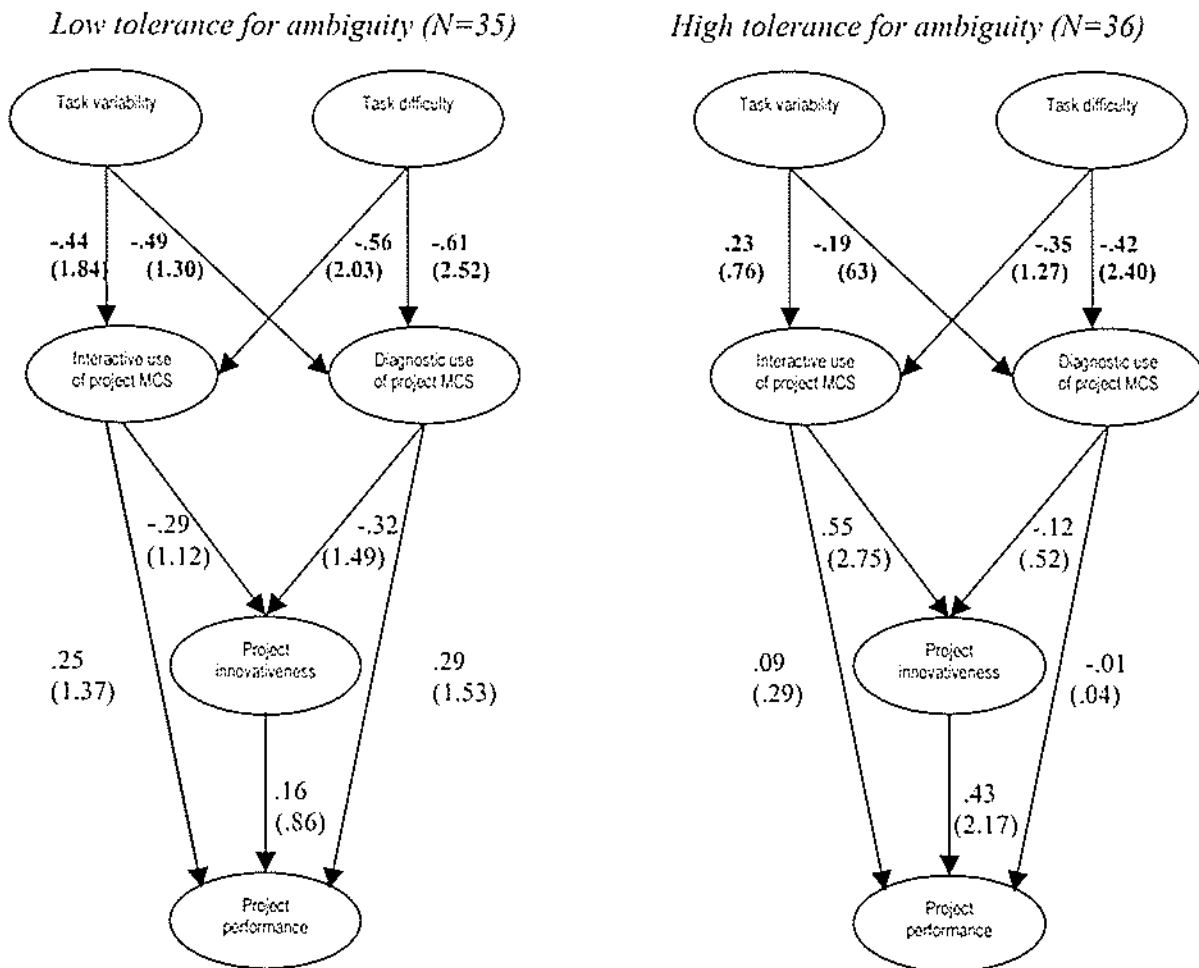 Low tolerance for ambiguity (N=35)
High tolerance for ambiguity (N=36)
Task variability
Task difficulty
Task variability
Task difficulty
-.44
(1.84)
-.49
(1.30)
-.56
(2.03)
-.61
(2.52)
.23
(.76)
-.19
(63)
-.35
(1.27)
-.42
(2.40)
Interactive use
of project MCS
Diagnostic use
of project MCS
Interactive use
of project MCS
Diagnostic use
of project MCS
-.29
(1.12)
-.32
(1.49)
.55
(2.75)
-.12
(.52)
.25
(1.37)
Project
innovativeness
.29
(1.53)
.09
(.29)
Project
innovativeness
-.01
(.04)
.16
(.86)
.43
(2.17)
Project
performance
Project
performance